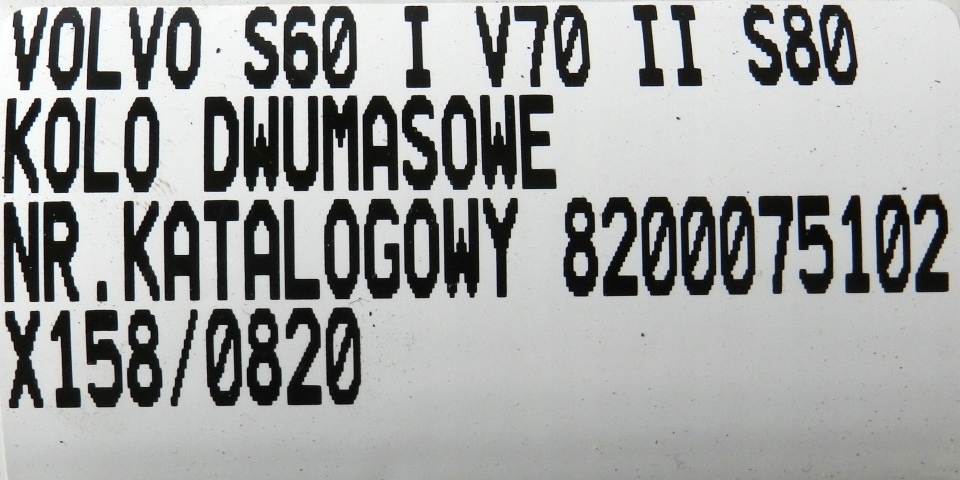 VOLVO S60 I V70 II S80
KOLO DWUMASOWE
NR.KATALOGOWY 8200075102
X158/0820